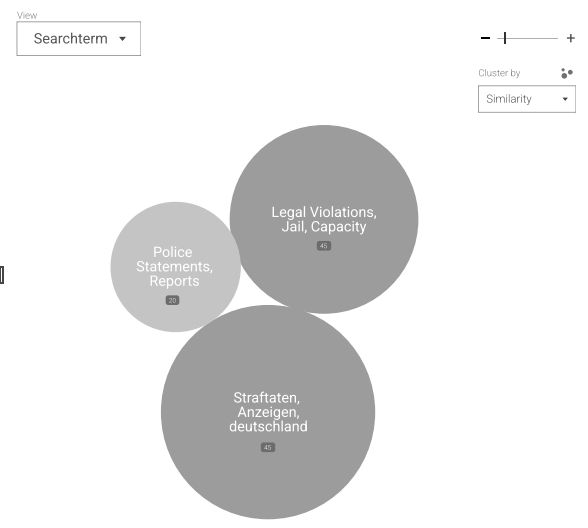 View
Searchterm
Cluster by
Similarity
Legal Violations,
Jail, Capacity
45
Police
Statements,
Reports
20
Straftaten,
Anzeigen,
deutschland
45